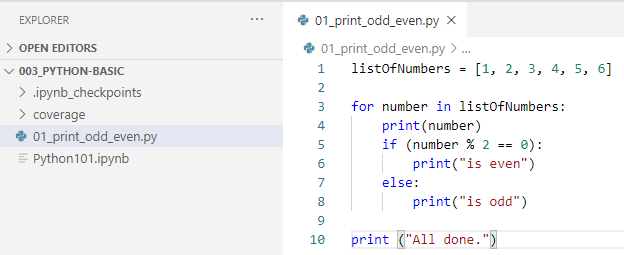 EXPLORER
OPEN EDITORS
003_PYTHON-BASIC
.ipynb_checkpoints
coverage
01_print_odd_even.py
Python101.ipynb
01_print_odd_even.py
01_print_odd_even.py > ...
1 listOfNumbers = [1, 2, 3, 4, 5, 6]
2
3 for number in listOfNumbers:
4     print(number)
5     if (number % 2 == 0):
6         print("is even")
7     else:
8         print("is odd")
9
10 print ("All done.")